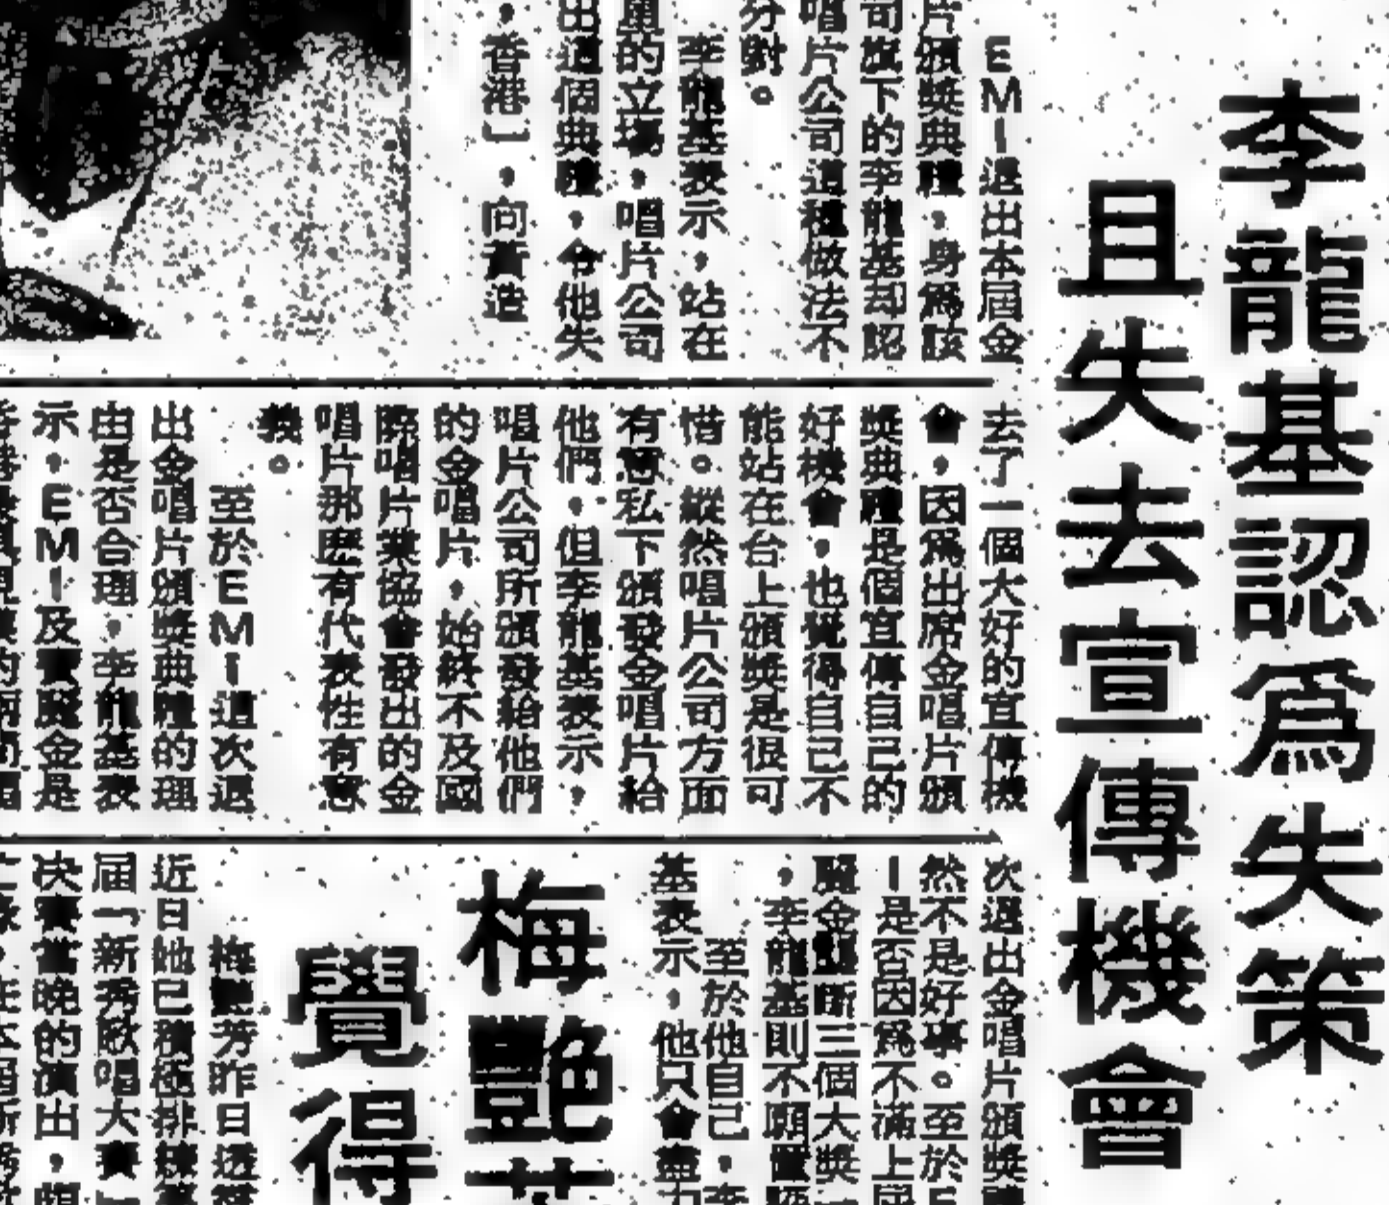 李龍基認爲失策
且失去宣傳機會
EMI退出本屆金
片頒獎典禮，身爲該
司旗下的李龍基却認
唱片公司這種做法不
分對。
李龍基表示，站在
的立場，唱片公司
出這個典禮，令他失
，香港〕，向黃造
去了一個大好的宣傳機
會，因爲出席金唱片頒
獎典禮是個宣傳自己的
好機會，也覺得自己不
能站在台上頒獎是很可
惜。縱然唱片公司方面
有意私下頒發金唱片給
他們，但李龍基表示，
唱片公司所頒發給他們
的金唱片，始終不及國
際唱片業協會發出的金
唱片那麽有代表性有意
義。
至於EMI這次退
出金唱片頒獎典禮的理
由是否合理，李龍基表
示，EMI及寶麗金是
次退出金唱片頒獎
然不是好事。至於
I是否因爲不滿上屆
麗金壟斷三個大獎
，李龍基則不願
至於他自己，李
基表示，他只會盡力
梅艷芳
覺得
梅艷芳昨日透
近日她已積極排練
屆「新秀歌唱大賽」
决賽當晚的演出，